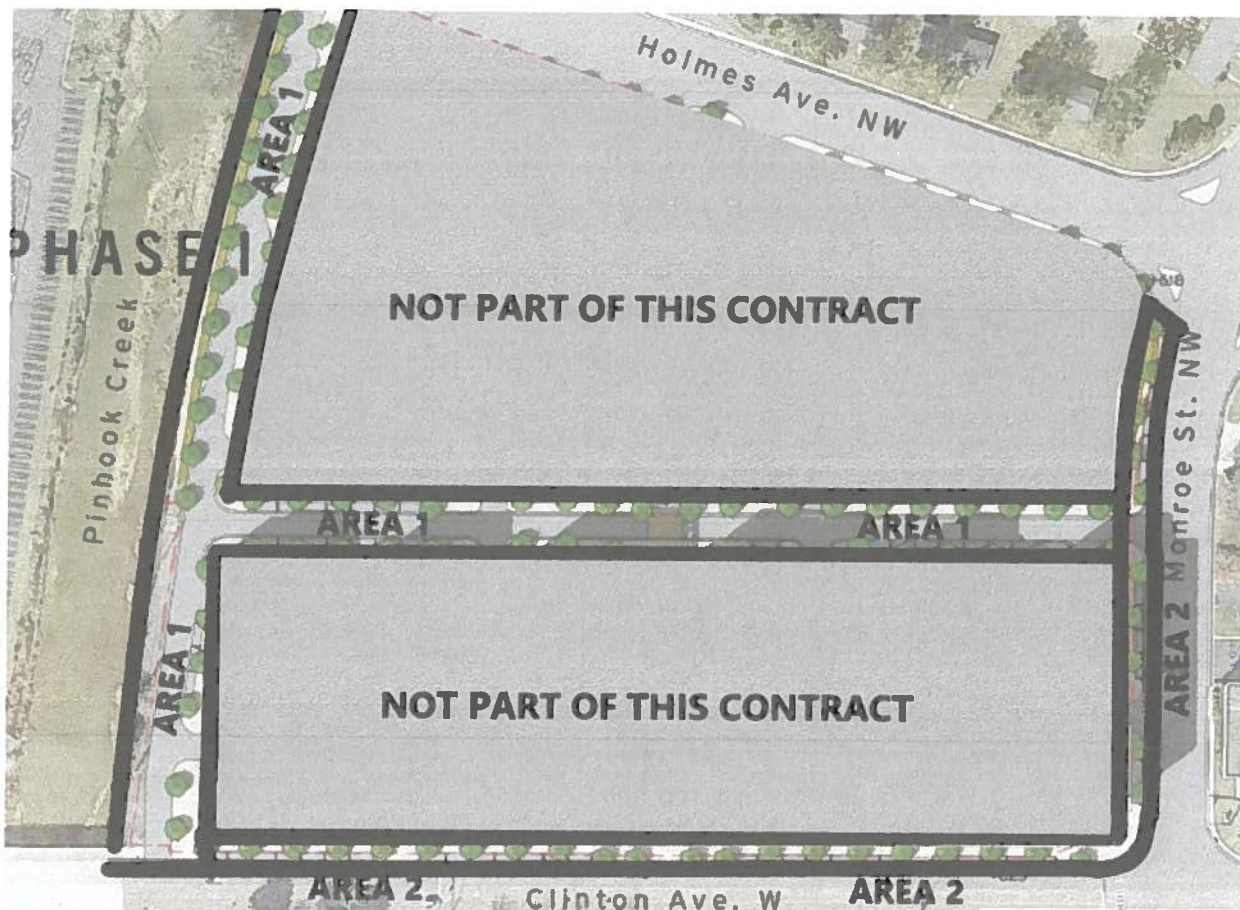 Holmes Ave. NW
AREA 1
PHASE I
NOT PART OF THIS CONTRACT
Pinhook Creek
Monroe St. NW
AREA 1
AREA 1
AREA 1
NOT PART OF THIS CONTRACT
AREA 2
AREA 2
Clinton Ave. W
AREA 2